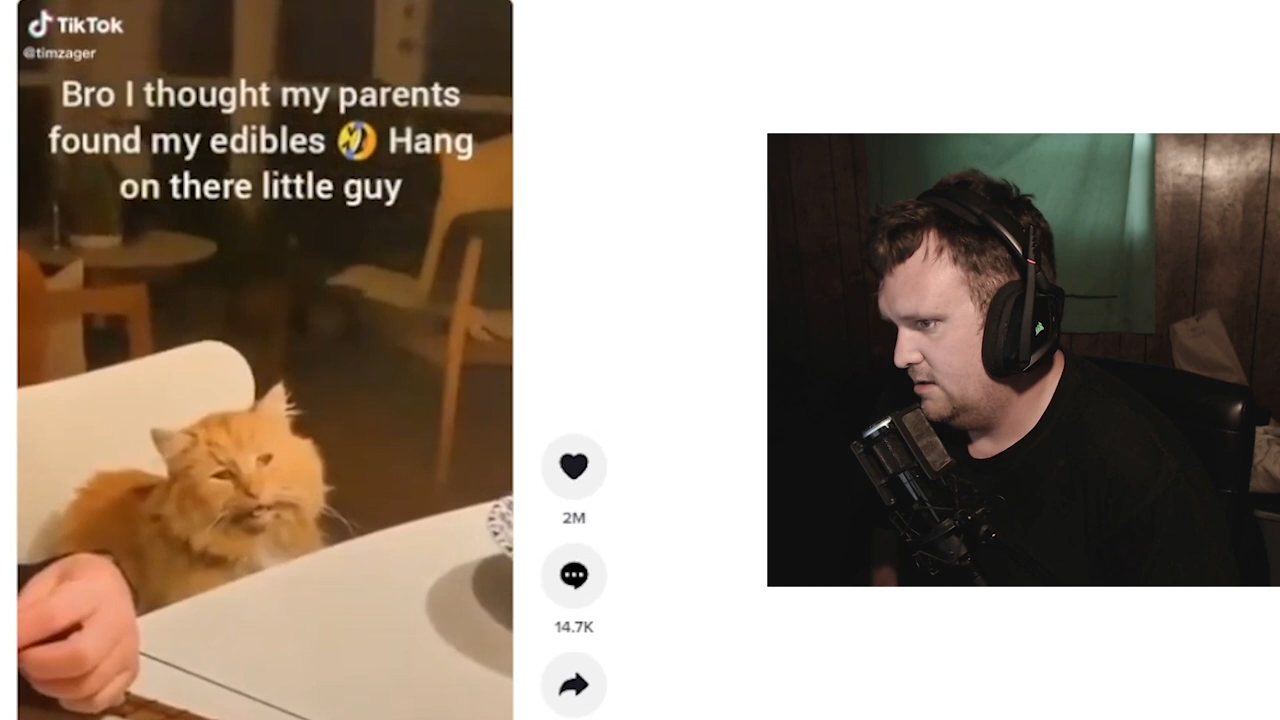 TikTok
@timzager
Bro I thought my parents
found my edibles 🤣 Hang
on there little guy
2M
14.7K